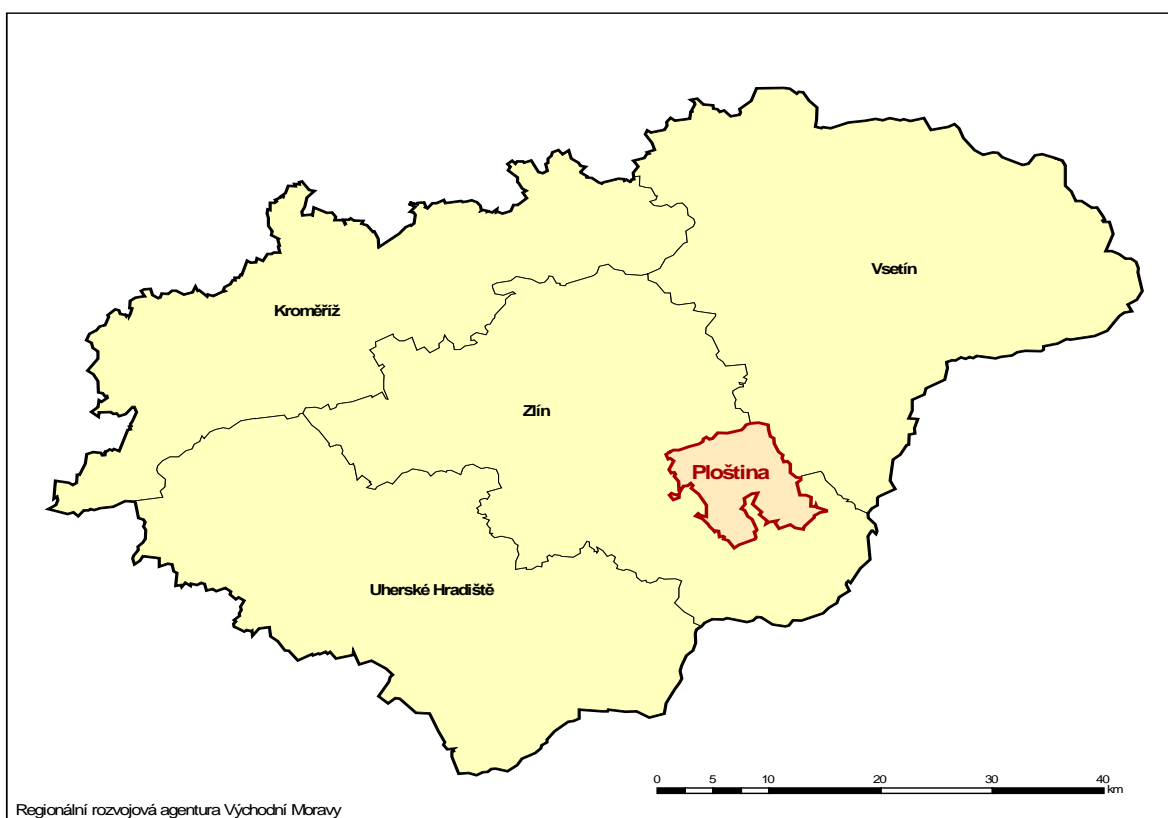 Vsetín
Kroměříž
Zlín
Ploština
Uherské Hradiště
0 5 10 20 30 40
km
Regionální rozvojová agentura Východní Moravy